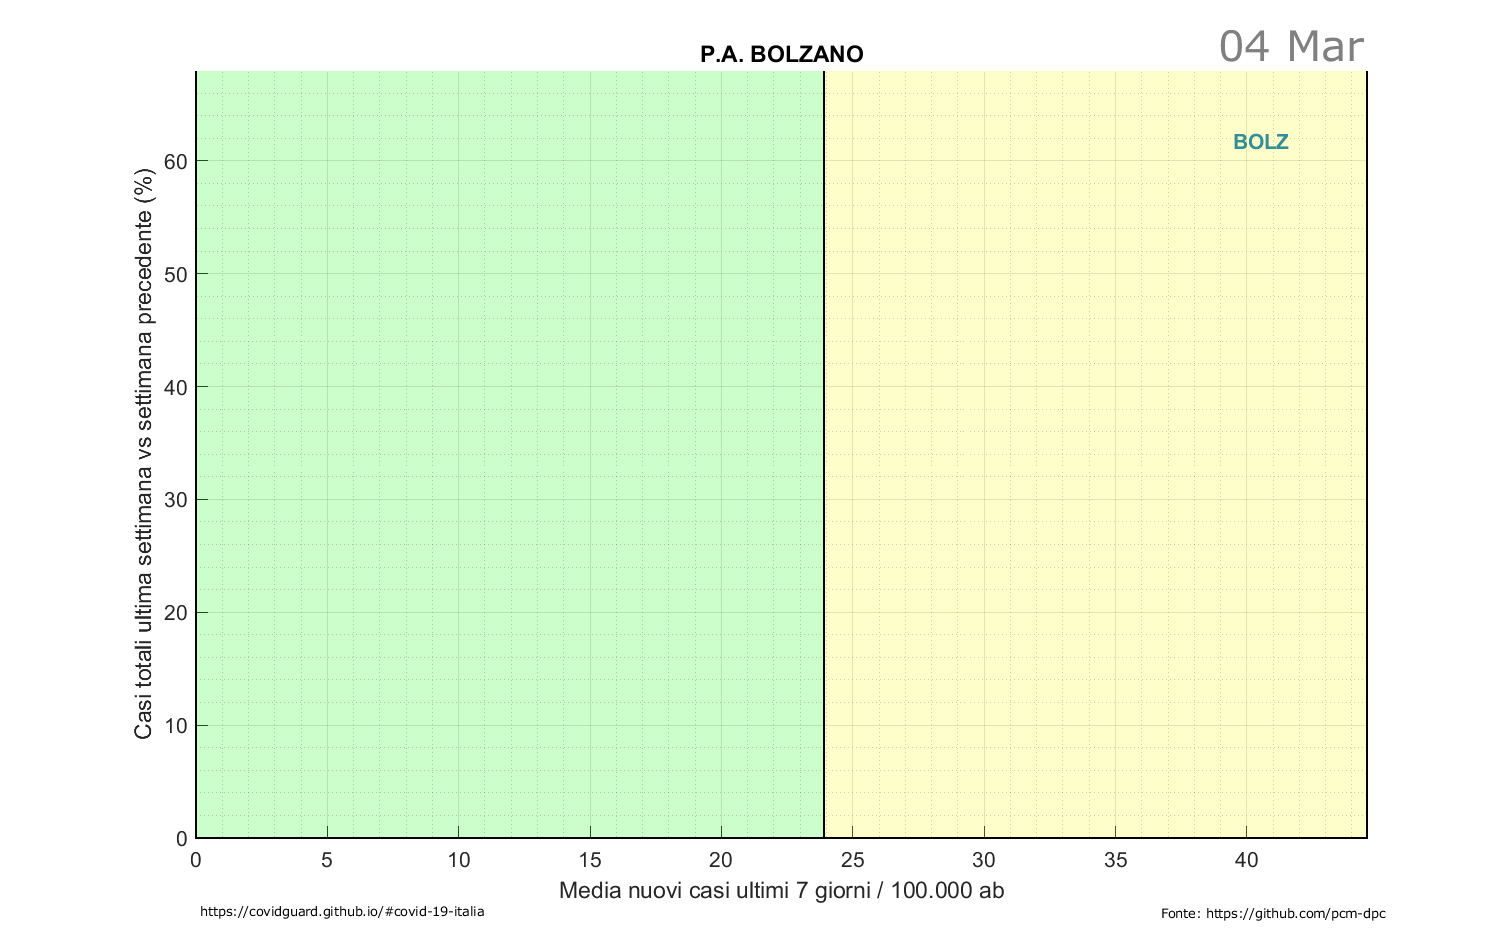 04 Mar
P.A. BOLZANO
BOLZ
Casi totali ultima settimana vs settimana precedente (%)
60
50
40
30
20
10
0
0 5 10 15 20 25 30 35 40
Media nuovi casi ultimi 7 giorni / 100.000 ab
https://covidguard.github.io/#covid-19-italia
Fonte: https://github.com/pcm-dpc